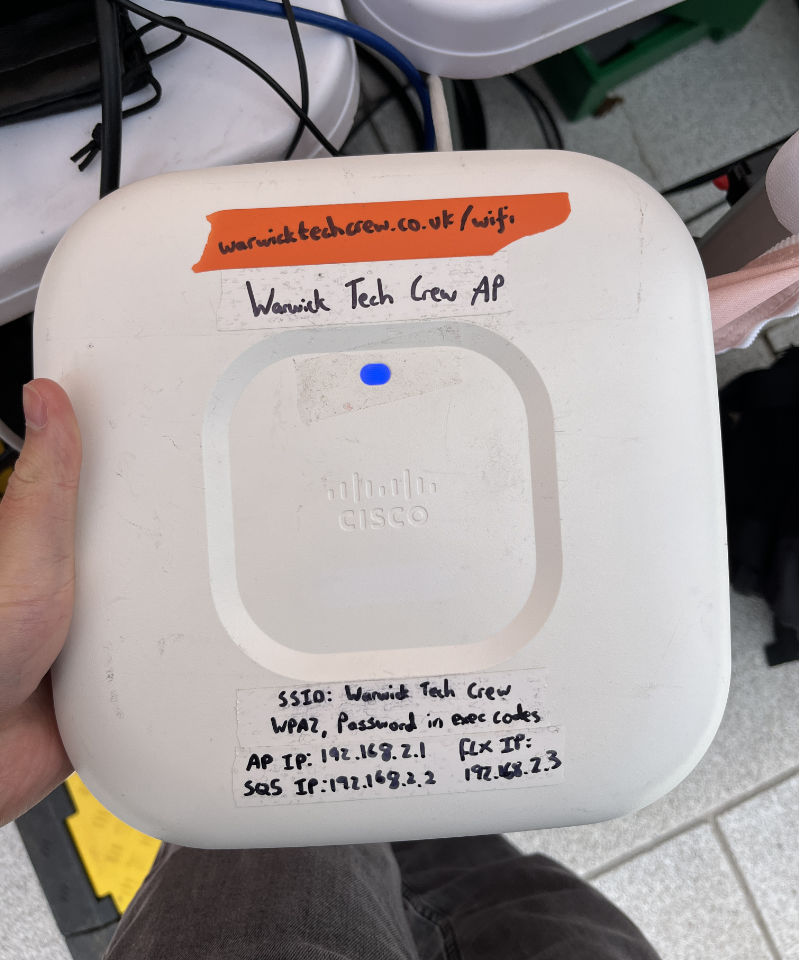 warwicktechcrew.co.uk/wifi
Warwick Tech Crew AP
CISCO
SSID: Warwick Tech Crew
WPA2, Password in exec codes
AP IP: 192.168.2.1 FLX IP:
SQ5 IP: 192.168.2.2 192.168.2.3